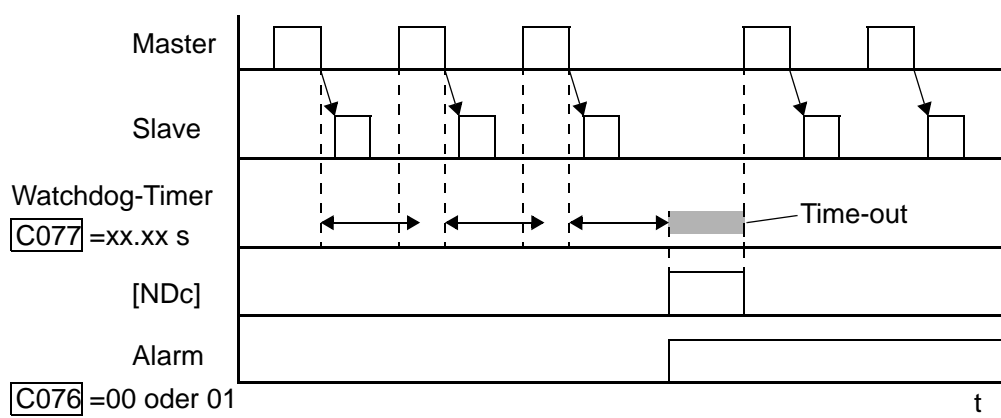 Master
Slave
Watchdog-Timer
C077 =xx.xx s
Time-out
[NDc]
Alarm
C076 =00 oder 01
t